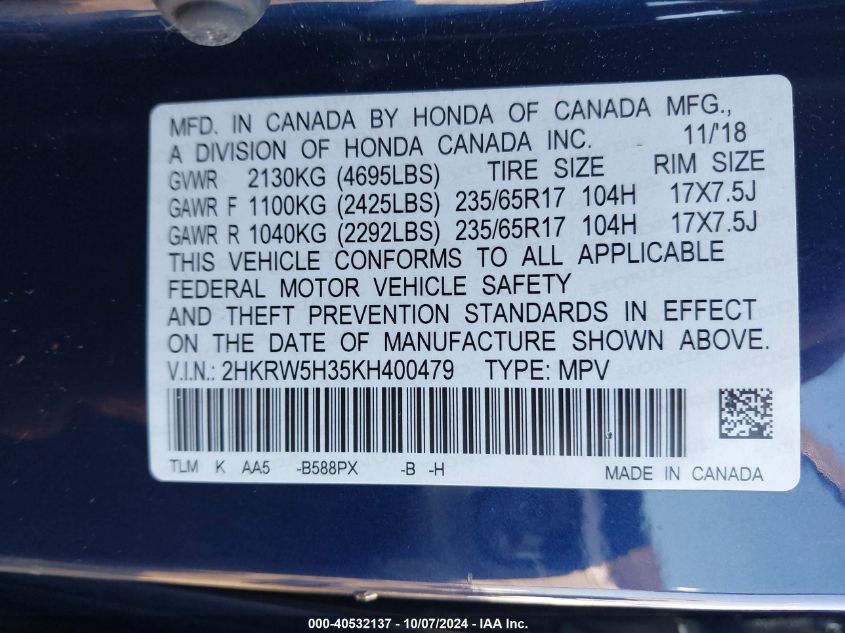 MFD. IN CANADA BY HONDA OF CANADA MFG.,
A DIVISION OF HONDA CANADA INC. 11/'18
GVWR 2130KG (4695LBS) TIRE SIZE RIM SIZE
GAWR F 1100KG (2425LBS) 235/65R17 104H 17X7.5J
GAWR R 1040KG (2292LBS) 235/65R17 104H 17X7.5J
THIS VEHICLE CONFORMS TO ALL APPLICABLE
FEDERAL MOTOR VEHICLE SAFETY
AND THEFT PREVENTION STANDARDS IN EFFECT
ON THE DATE OF MANUFACTURE SHOWN ABOVE.
V.I.N.: 2HKRW5H35KH400479 TYPE: MPV
TLM K AA5 -B588PX -B -H MADE IN CANADA
000-40532137 - 10/07/2024 - IAA Inc.